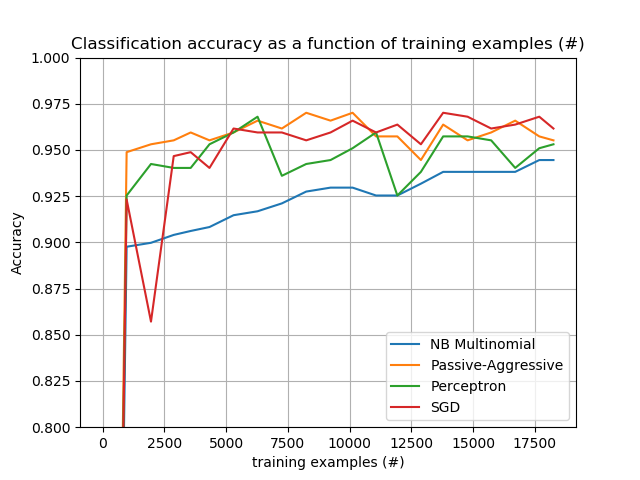 Classification accuracy as a function of training examples (#)
1.000
0.975
0.950
0.925
0.900
0.875
0.850
0.825
0.800
Accuracy
NB Multinomial
Passive-Aggressive
Perceptron
SGD
0 2500 5000 7500 10000 12500 15000 17500
training examples (#)